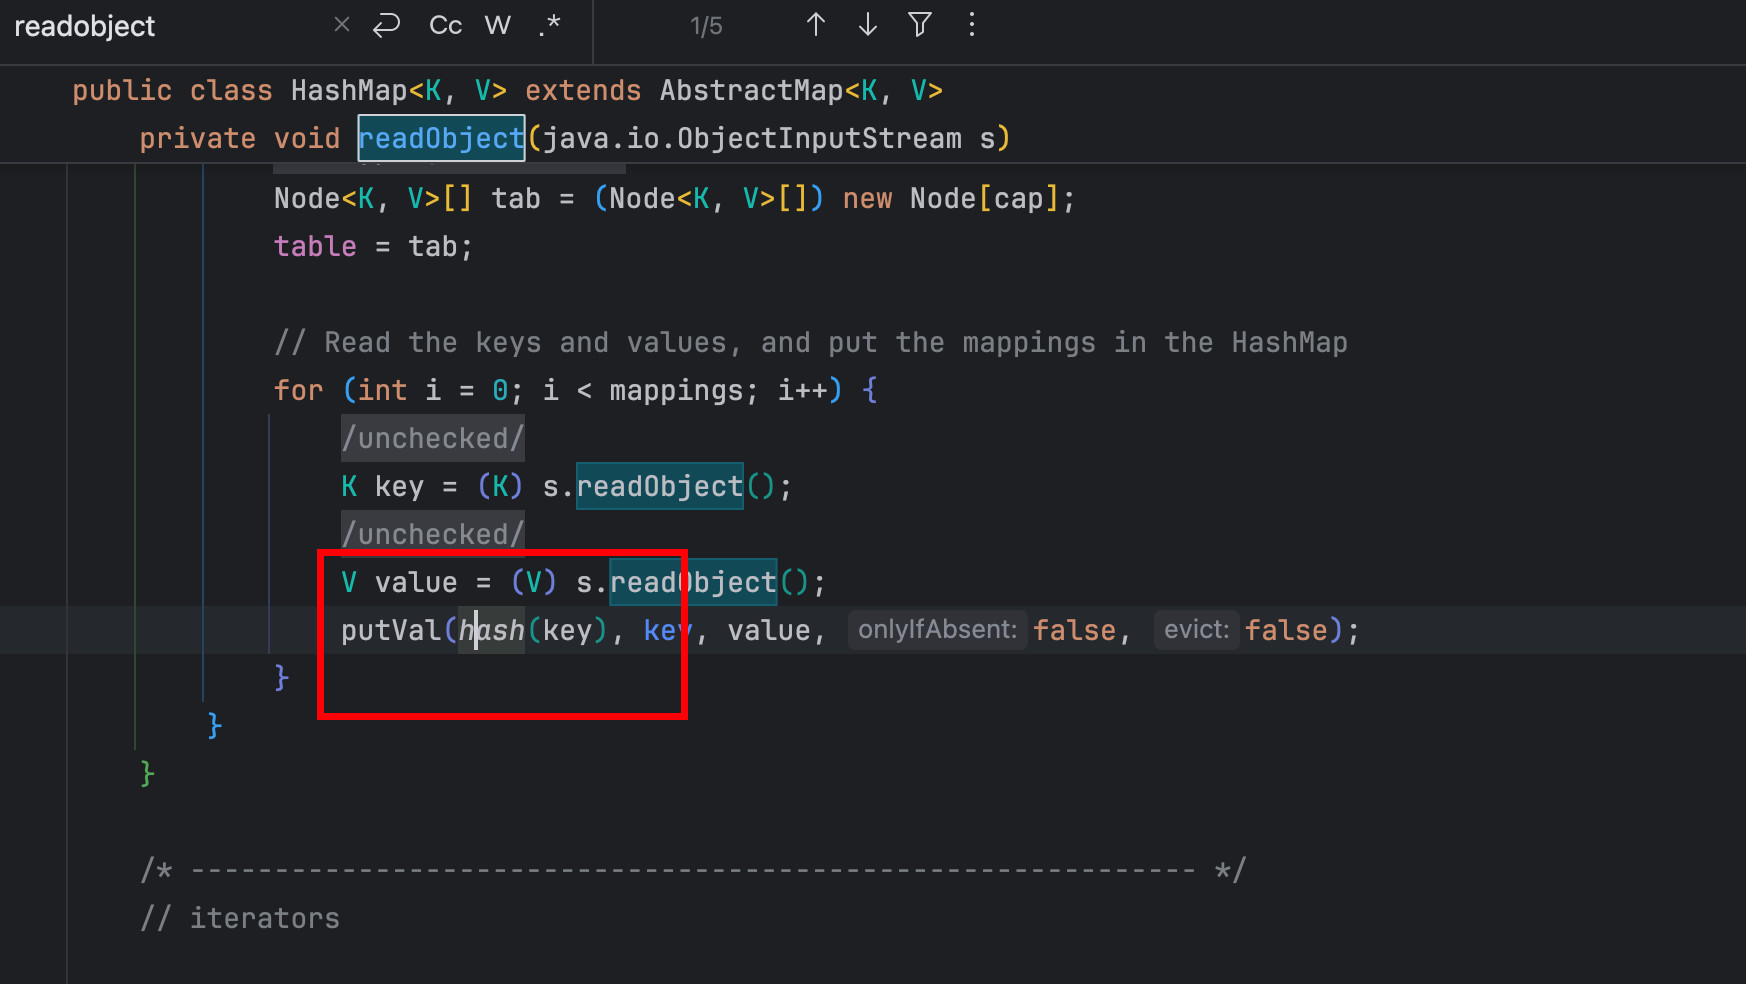 readobject × Cc W .* 1/5
public class HashMap<K, V> extends AbstractMap<K, V>
private void readObject(java.io.ObjectInputStream s)
Node<K, V>[] tab = (Node<K, V>[]) new Node[cap];
table = tab;
// Read the keys and values, and put the mappings in the HashMap
for (int i = 0; i < mappings; i++) {
/unchecked/
K key = (K) s.readObject();
/unchecked/
V value = (V) s.readObject();
putVal(hash(key), key, value, onlyIfAbsent: false, evict: false);
}
}
}
/* ------------------------------------------------------------ */
// iterators